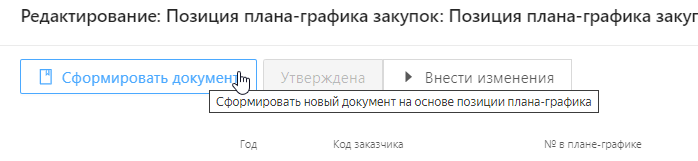 Редактирование: Позиция плана-графика закупок: Позиция плана-графика закуп
Сформировать документ Утверждена Внести изменения
Сформировать новый документ на основе позиции плана-графика
Год Код заказчика № в плане-графике